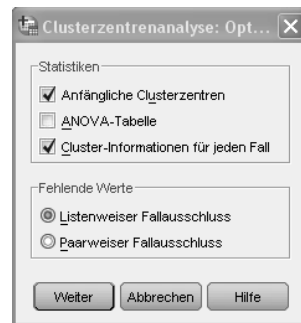 Clusterzentrenanalyse: Opt...
Statistiken
Anfängliche Clusterzentren
ANOVA-Tabelle
Cluster-Informationen für jeden Fall
Fehlende Werte
Listenweiser Fallausschluss
Paarweiser Fallausschluss
Weiter Abbrechen Hilfe